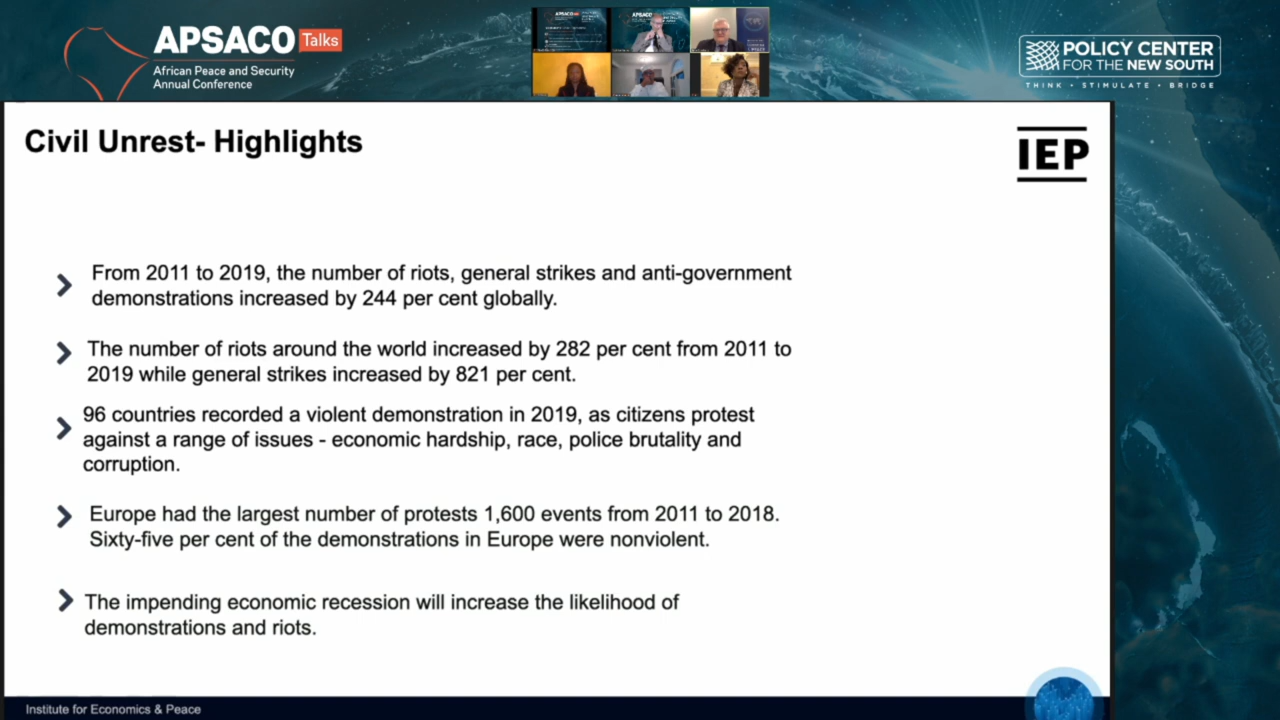 APSACO Talks
African Peace and Security
Annual Conference
POLICY CENTER
FOR THE NEW SOUTH
THINK • STIMULATE • BRIDGE
Civil Unrest- Highlights
IEP
From 2011 to 2019, the number of riots, general strikes and anti-government
demonstrations increased by 244 per cent globally.
The number of riots around the world increased by 282 per cent from 2011 to
2019 while general strikes increased by 821 per cent.
96 countries recorded a violent demonstration in 2019, as citizens protest
against a range of issues - economic hardship, race, police brutality and
corruption.
Europe had the largest number of protests 1,600 events from 2011 to 2018.
Sixty-five per cent of the demonstrations in Europe were nonviolent.
The impending economic recession will increase the likelihood of
demonstrations and riots.
Institute for Economics & Peace